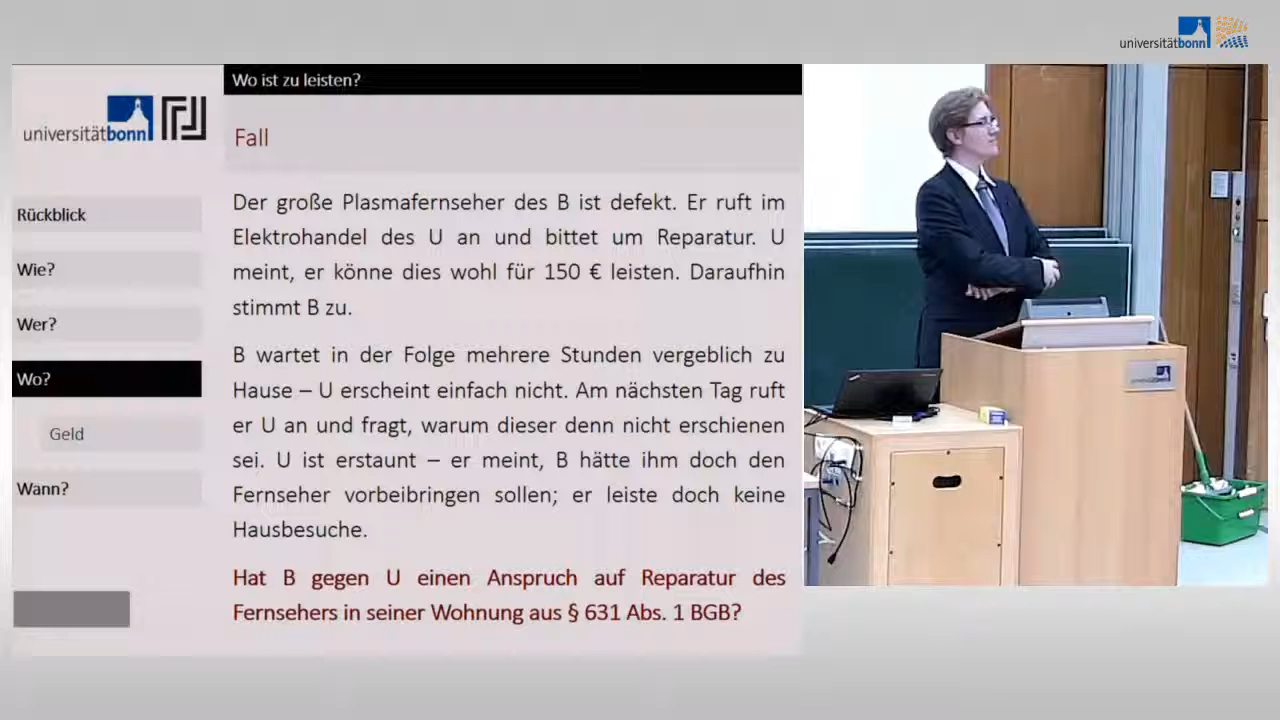 universitätbonn
Wo ist zu leisten?
universitätbonn
Fall
Rückblick
Wie?
Wer?
Wo?
Geld
Wann?
Der große Plasmafernseher des B ist defekt. Er ruft im
Elektrohandel des U an und bittet um Reparatur. U
meint, er könne dies wohl für 150 € leisten. Daraufhin
stimmt B zu.
B wartet in der Folge mehrere Stunden vergeblich zu
Hause – U erscheint einfach nicht. Am nächsten Tag ruft
er U an und fragt, warum dieser denn nicht erschienen
sei. U ist erstaunt – er meint, B hätte ihm doch den
Fernseher vorbeibringen sollen; er leiste doch keine
Hausbesuche.
Hat B gegen U einen Anspruch auf Reparatur des
Fernsehers in seiner Wohnung aus § 631 Abs. 1 BGB?